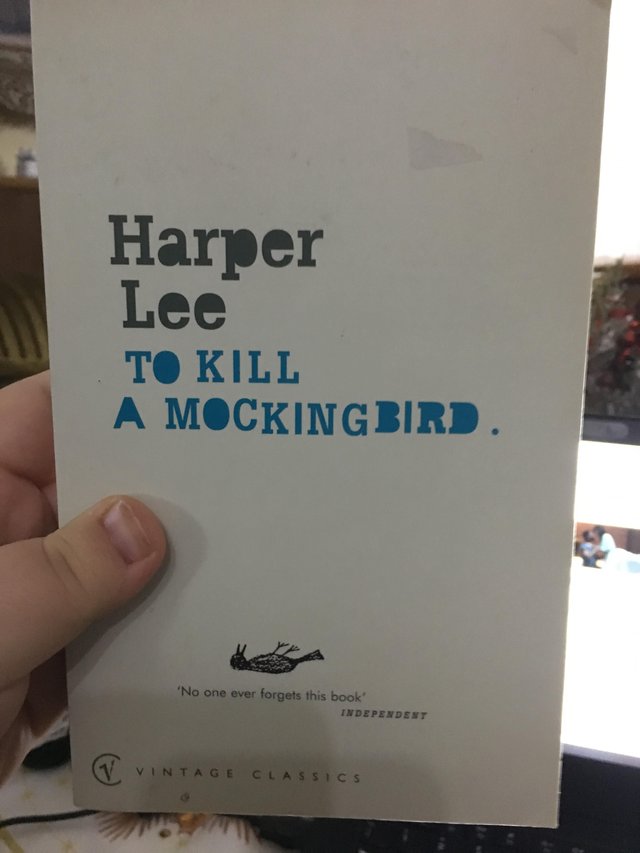 Harper
Lee
TO KILL
A MOCKINGBIRD.
'No one ever forgets this book'
INDEPENDENT
V VINTAGE CLASSICS